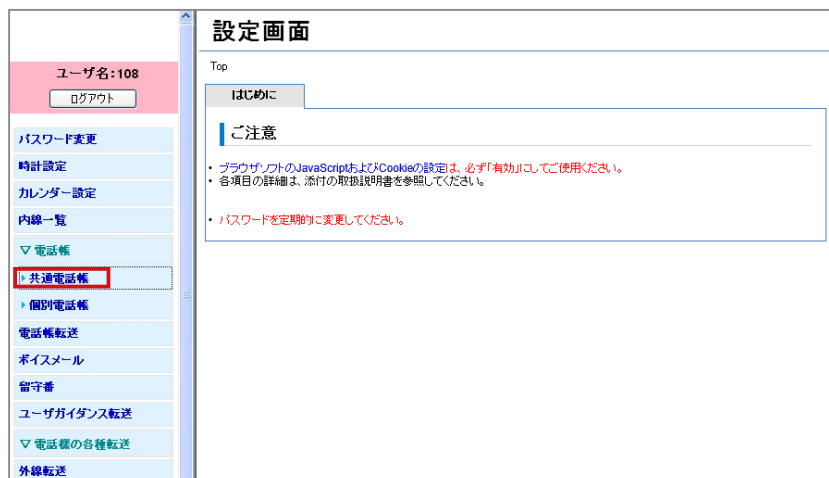 設定画面
ユーザ名:108
ログアウト
パスワード変更
時計設定
カレンダー設定
内線一覧
▽ 電話帳
共通電話帳
個別電話帳
電話帳転送
ボイスメール
留守番
ユーザガイダンス転送
▽ 電話機の各種転送
外線転送
Top
はじめに
ご注意
・ ブラウザソフトのJavaScriptおよびCookieの設定は、必ず「有効」にしてご使用ください。
・ 各項目の詳細は、添付の取扱説明書を参照してください。
・ パスワードを定期的に変更してください。